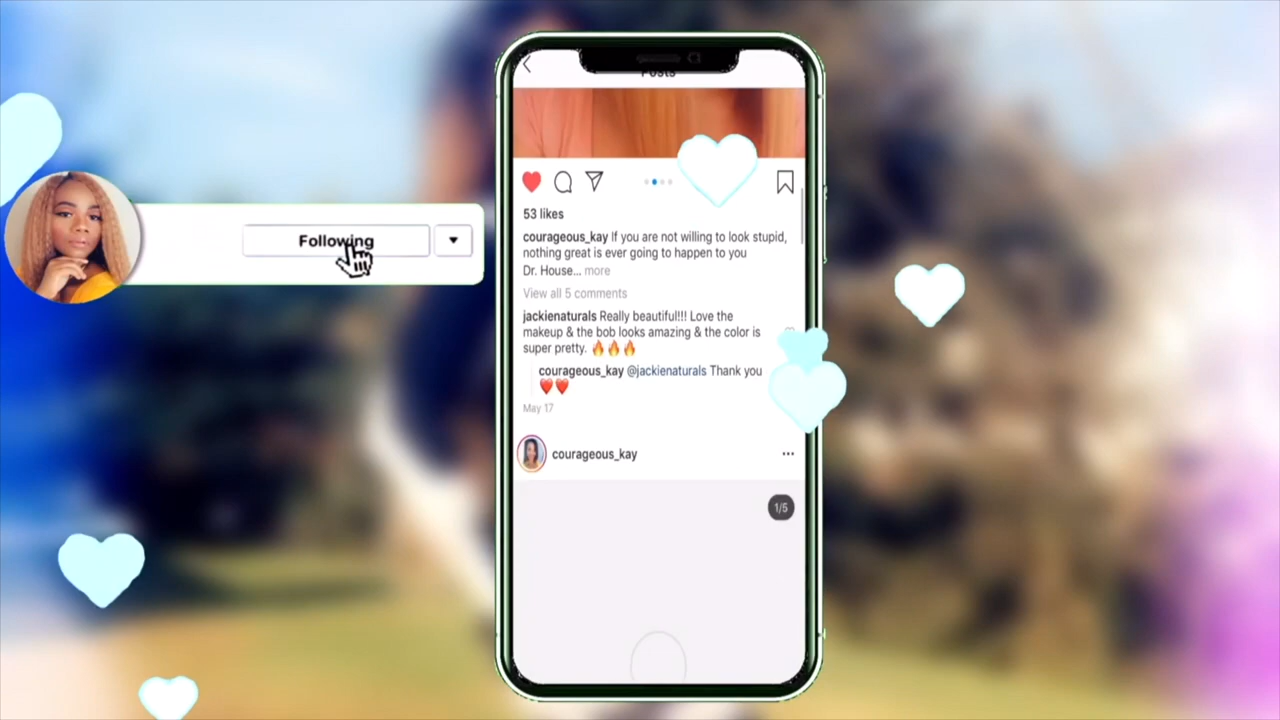 Posts
Following
53 likes
courageous_kay If you are not willing to look stupid,
nothing great is ever going to happen to you
Dr. House... more
View all 5 comments
jackienaturals Really beautiful!!! Love the
makeup & the bob looks amazing & the color is
super pretty. 🔥🔥🔥
courageous_kay @jackienaturals Thank you
❤️❤️
May 17
courageous_kay
1/5